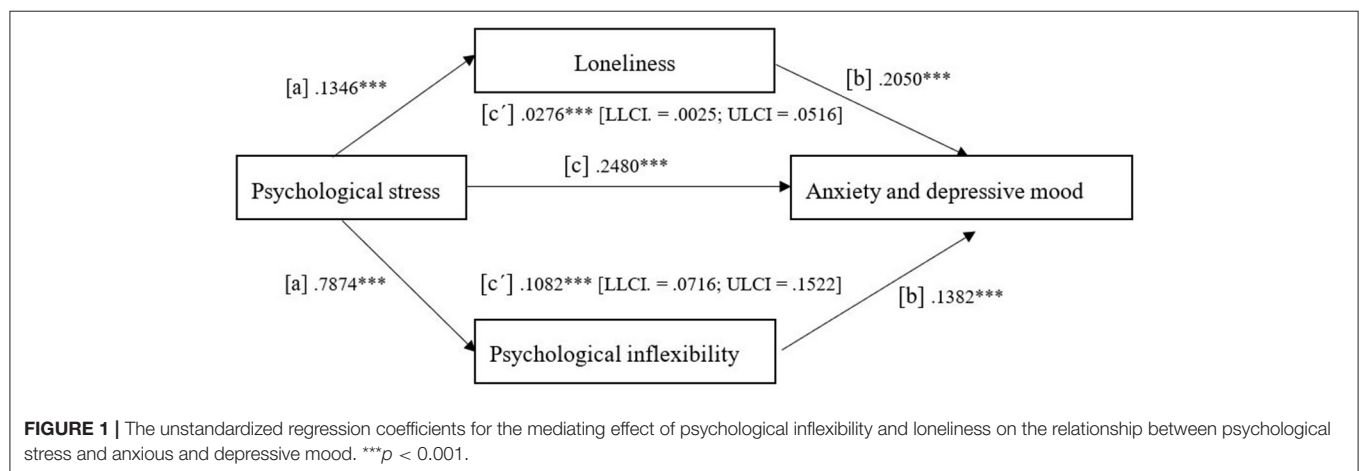 Loneliness
[a] .1346***
[b] .2050***
[c´] .0276*** [LLCI. = .0025; ULCI = .0516]
[c] .2480***
Psychological stress
Anxiety and depressive mood
[a] .7874***
[c´] .1082*** [LLCI. = .0716; ULCI = .1522]
[b] .1382***
Psychological inflexibility
FIGURE 1 | The unstandardized regression coefficients for the mediating effect of psychological inflexibility and loneliness on the relationship between psychological
stress and anxious and depressive mood. ***p < 0.001.